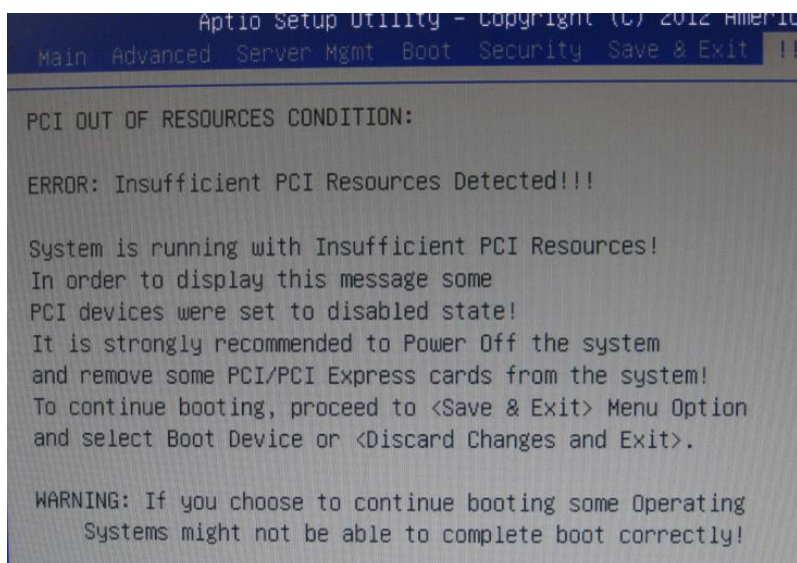 Aptio Setup Utility – Copyright (C) 2012 Americ
Main Advanced Server Mgmt Boot Security Save & Exit !!
PCI OUT OF RESOURCES CONDITION:
ERROR: Insufficient PCI Resources Detected!!!
System is running with Insufficient PCI Resources!
In order to display this message some
PCI devices were set to disabled state!
It is strongly recommended to Power Off the system
and remove some PCI/PCI Express cards from the system!
To continue booting, proceed to <Save & Exit> Menu Option
and select Boot Device or <Discard Changes and Exit>.
WARNING: If you choose to continue booting some Operating
Systems might not be able to complete boot correctly!